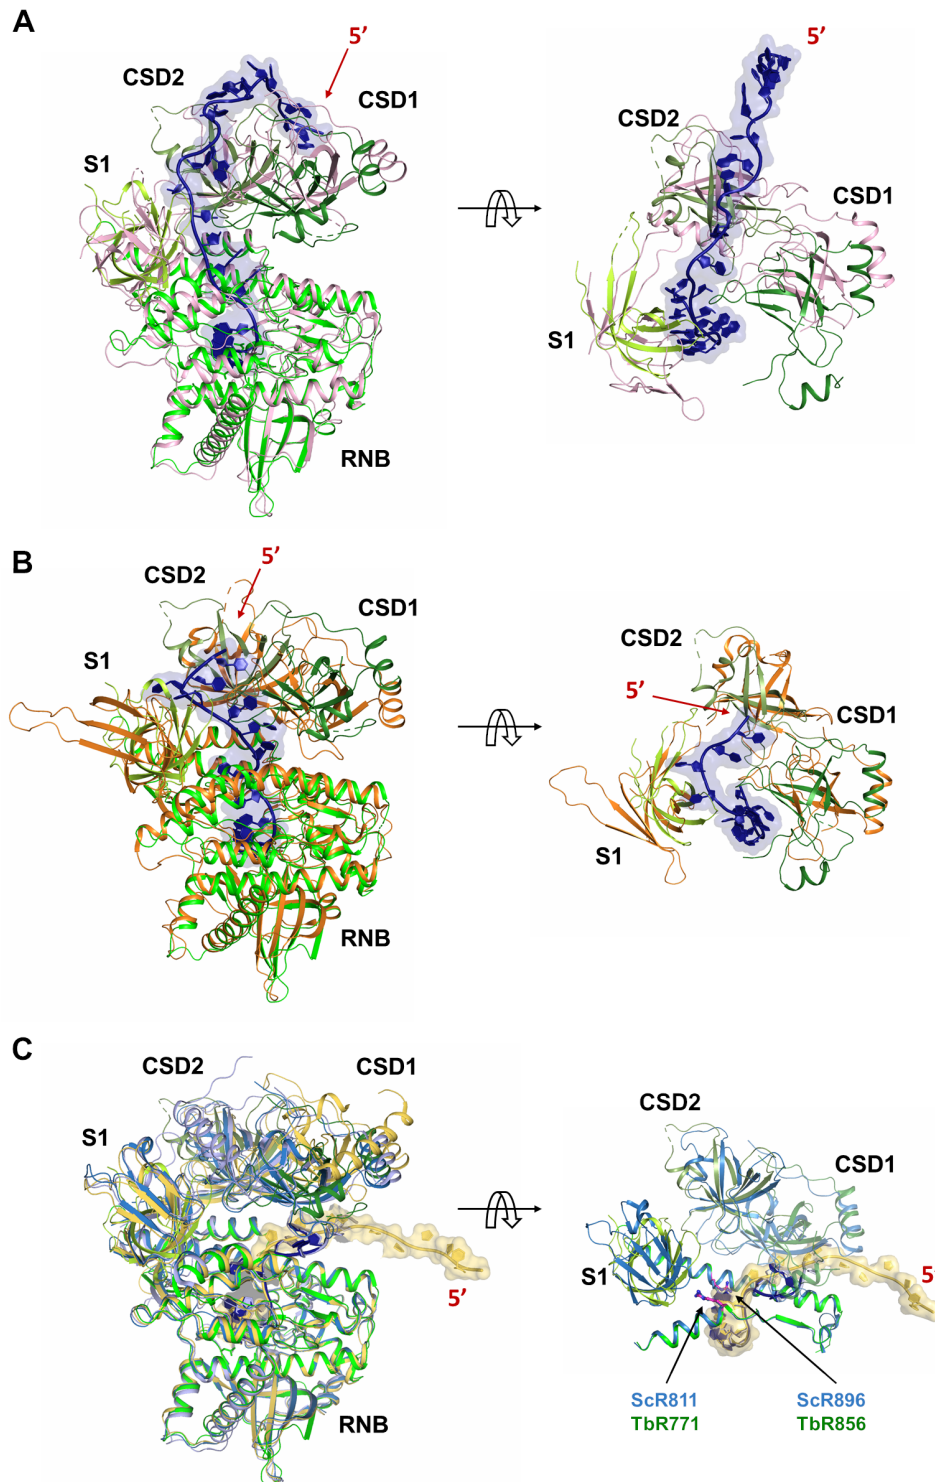 A
5’
CSD2
CSD1
S1
RNB
5’
CSD2
CSD1
S1
B
5’
CSD2
CSD1
S1
RNB
CSD2
5’
CSD1
S1
C
CSD2
CSD1
S1
5’
RNB
CSD2
CSD1
S1
5’
ScR811
TbR771
ScR896
TbR856